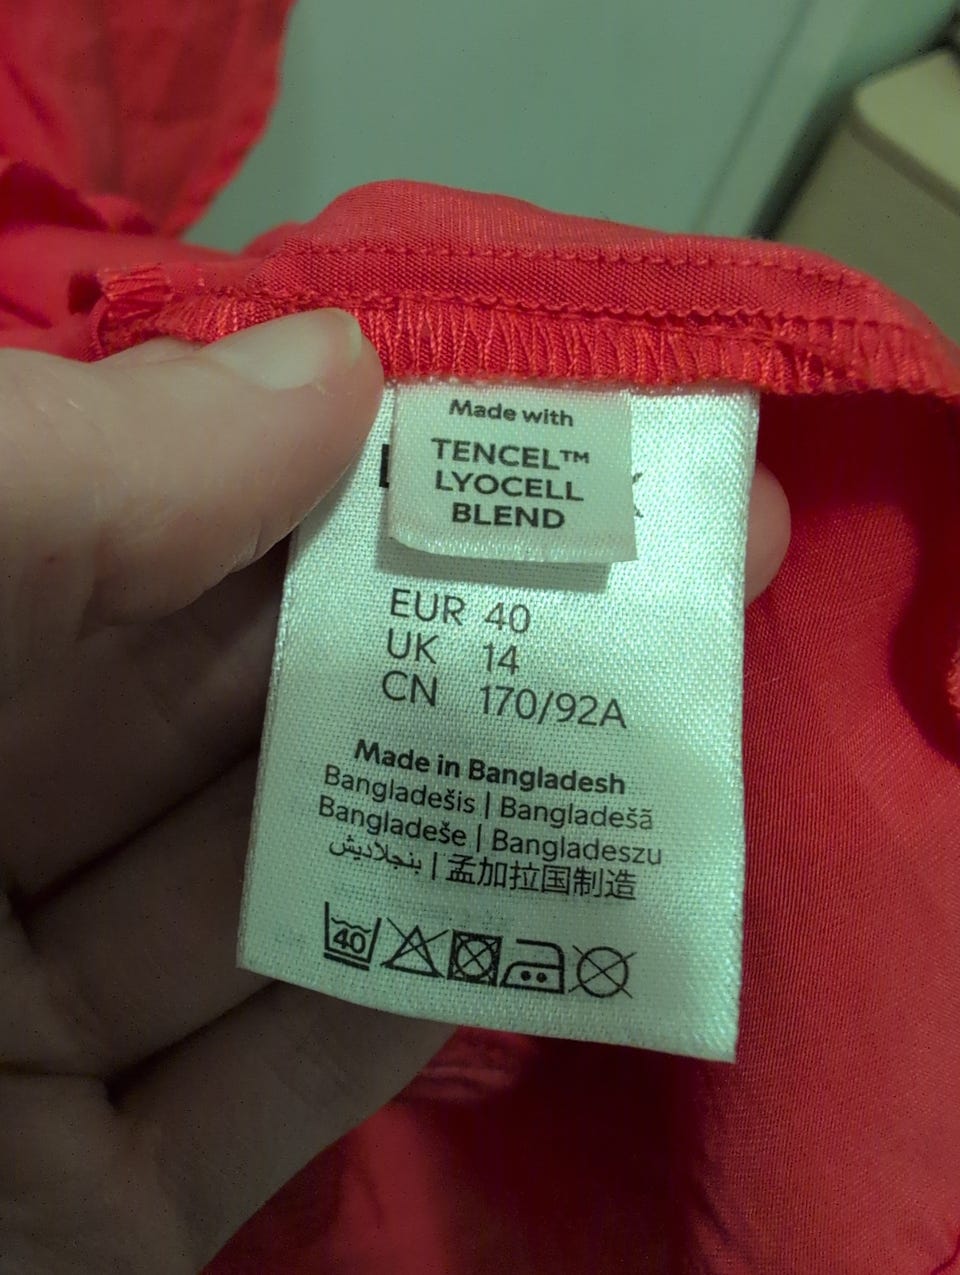 Made with
TENCEL™
LYOCELL
BLEND
EUR 40
UK 14
CN 170/92A
Made in Bangladesh
Bangladešis | Bangladešā
Bangladeše | Bangladeszu
بنجلاديش | 孟加拉国制造
40